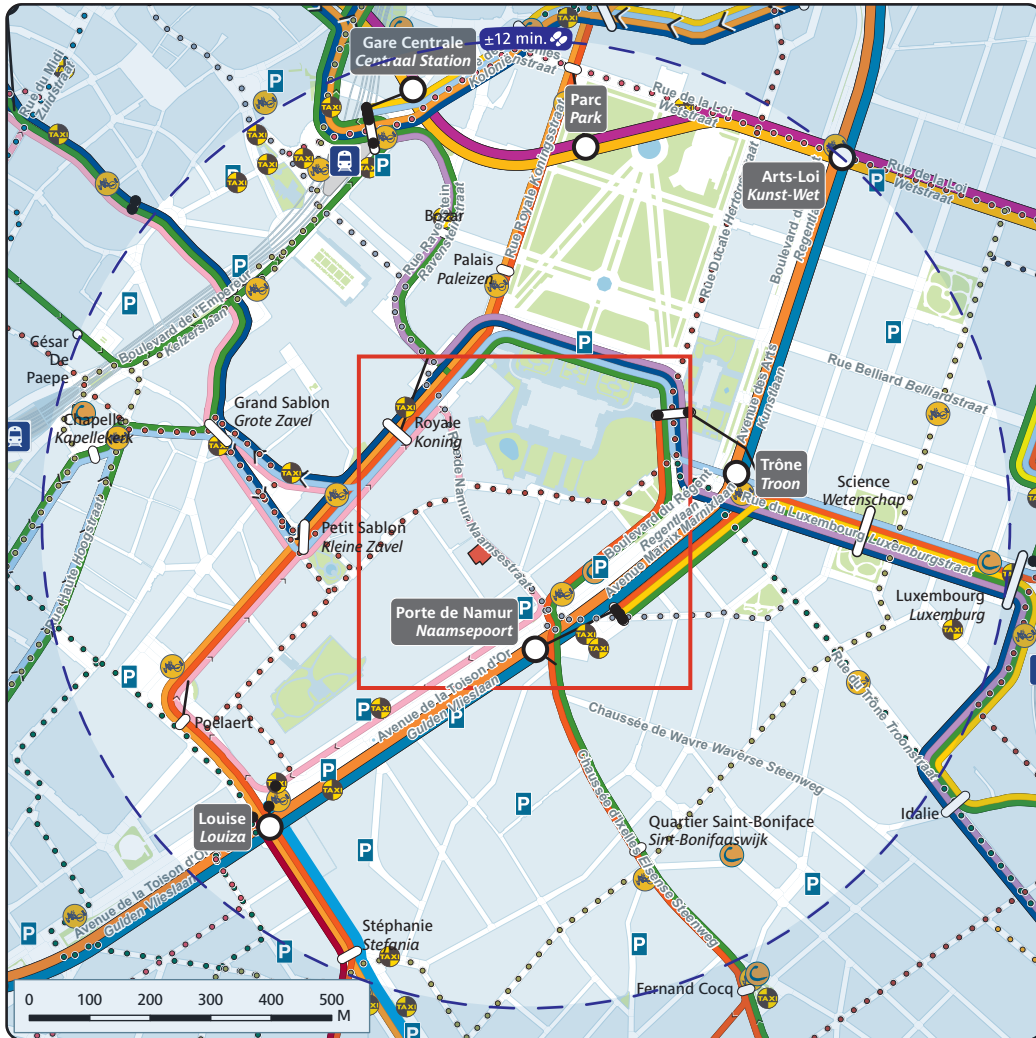 Gare Centrale
Centraal Station
±12 min.
Koloniënstraat
Rue du Midi
Zuidstraat
TAXI
P
Parc
Park
Rue de la Loi
Wetstraat
Arts-Loi
Kunst-Wet
Rue de la Loi
Wetstraat
Rue Royale Koningsstraat
Rue Ducale Hertogstraat
Bozar
Rue Ravenstein
Ravensteinstraat
Palais
Paleizen
Boulevard de l'Empereur
Keizerslaan
César
De
Paepe
Chapelle
Kapellekerk
Grand Sablon
Grote Zavel
Royale
Koning
Rue de Namur Naamsestraat
Avenue des Arts
Kunstlaan
Rue Belliard Belliardstraat
Trône
Troon
Science
Wetenschap
Petit Sablon
Kleine Zavel
Rue Haute Hoogstraat
Boulevard du Régent
Regentlaan
Avenue Marnix Marnixlaan
Rue du Luxembourg Luxemburgstraat
Luxembourg
Luxemburg
Porte de Namur
Naamsepoort
Avenue de la Toison d'Or
Gulden Vlieslaan
Poelaert
Chaussée de Wavre Waverse Steenweg
Rue du Trône Troonstraat
Idalie
Louise
Louiza
Quartier Saint-Boniface
Sint-Bonifaaswijk
Chaussée d'Ixelles Elsense Steenweg
Avenue de la Toison d'Or
Gulden Vlieslaan
Stéphanie
Stefania
Fernand Cocq
0 100 200 300 400 500 M